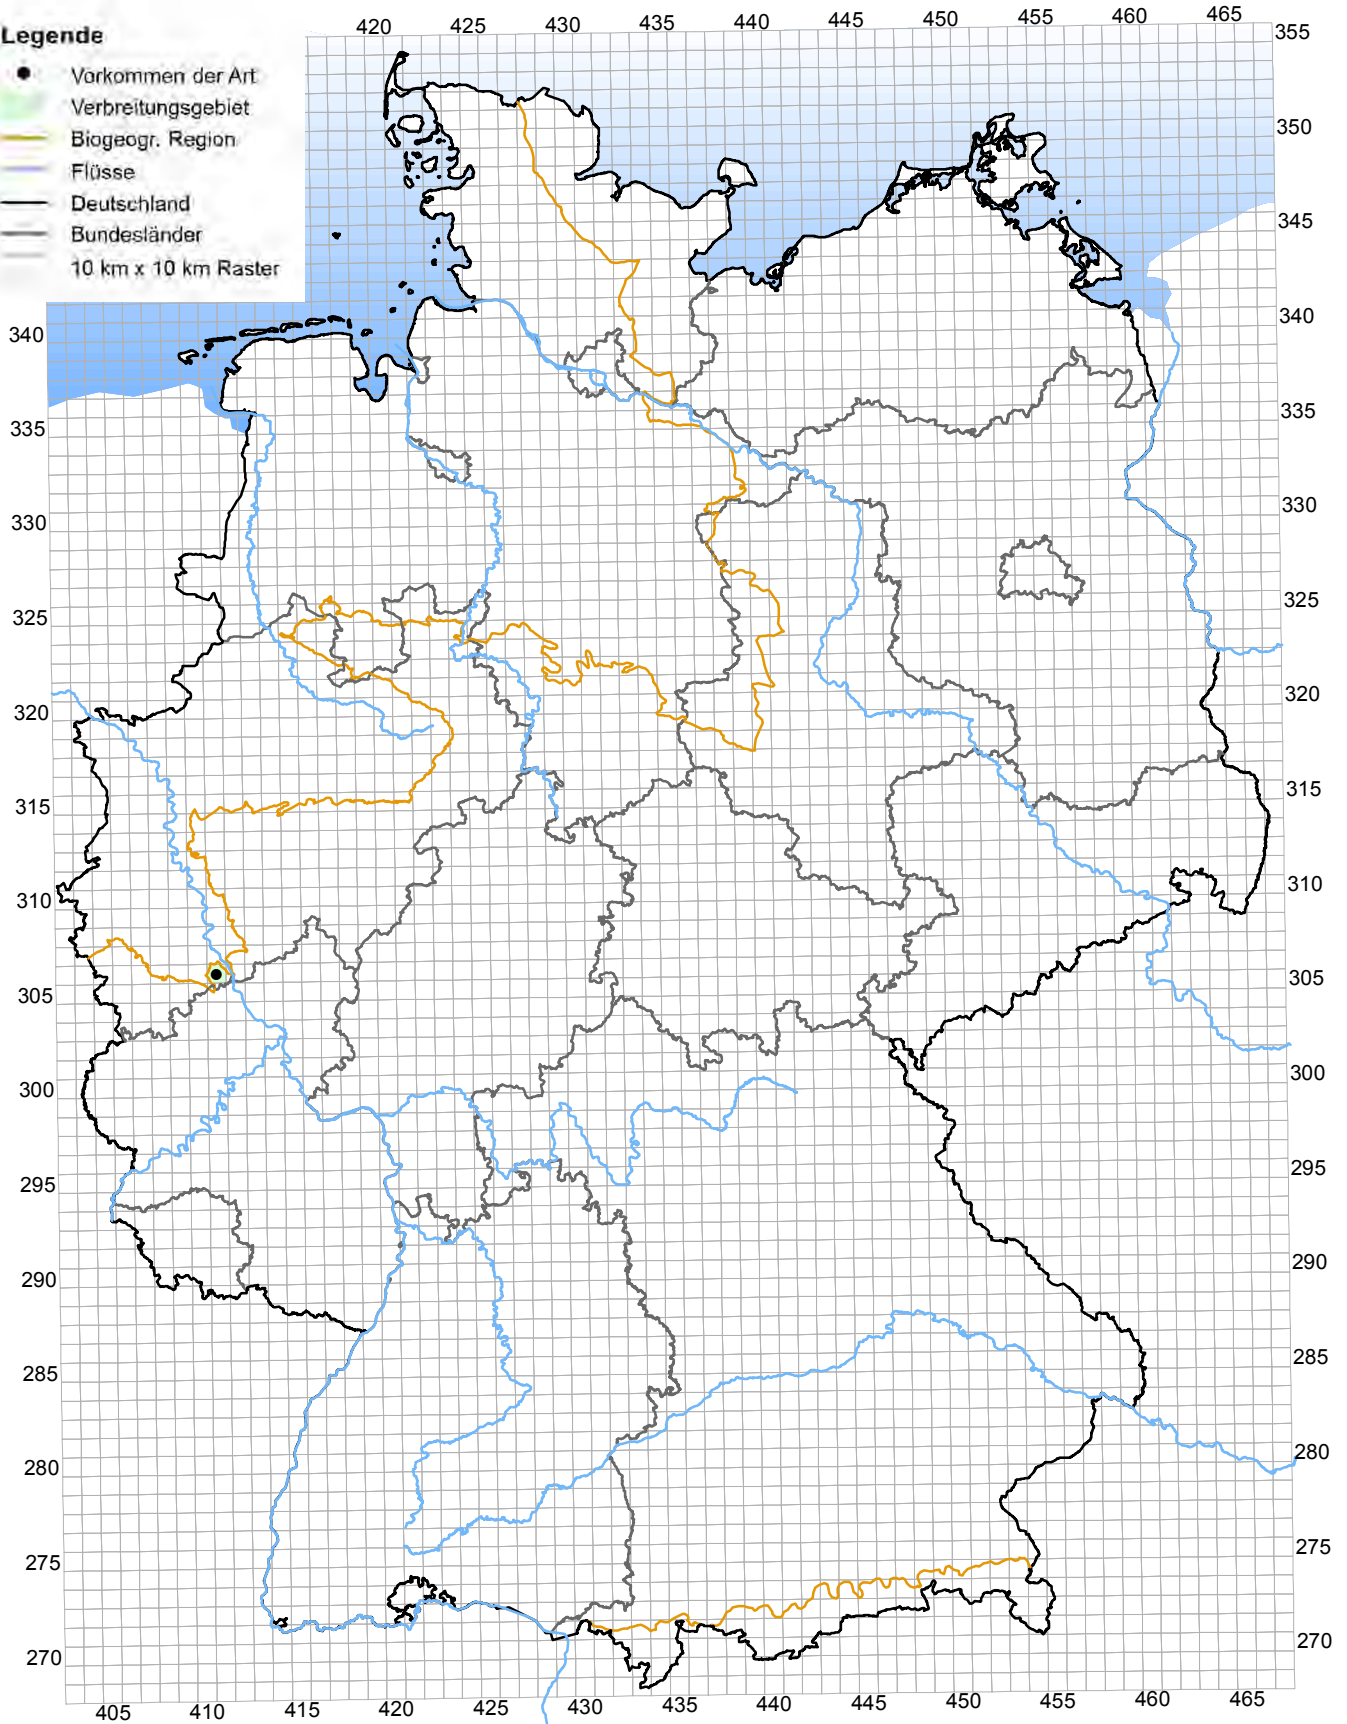 420 425 430 435 440 445 450 455 460 465
Legende
Vorkommen der Art
Verbreitungsgebiet
Biogeogr. Region
Flüsse
Deutschland
Bundesländer
10 km x 10 km Raster
355
350
345
340 340
335 335
330 330
325 325
320 320
315 315
310 310
305 305
300 300
295 295
290 290
285 285
280 280
275 275
270 270
405 410 415 420 425 430 435 440 445 450 455 460 465